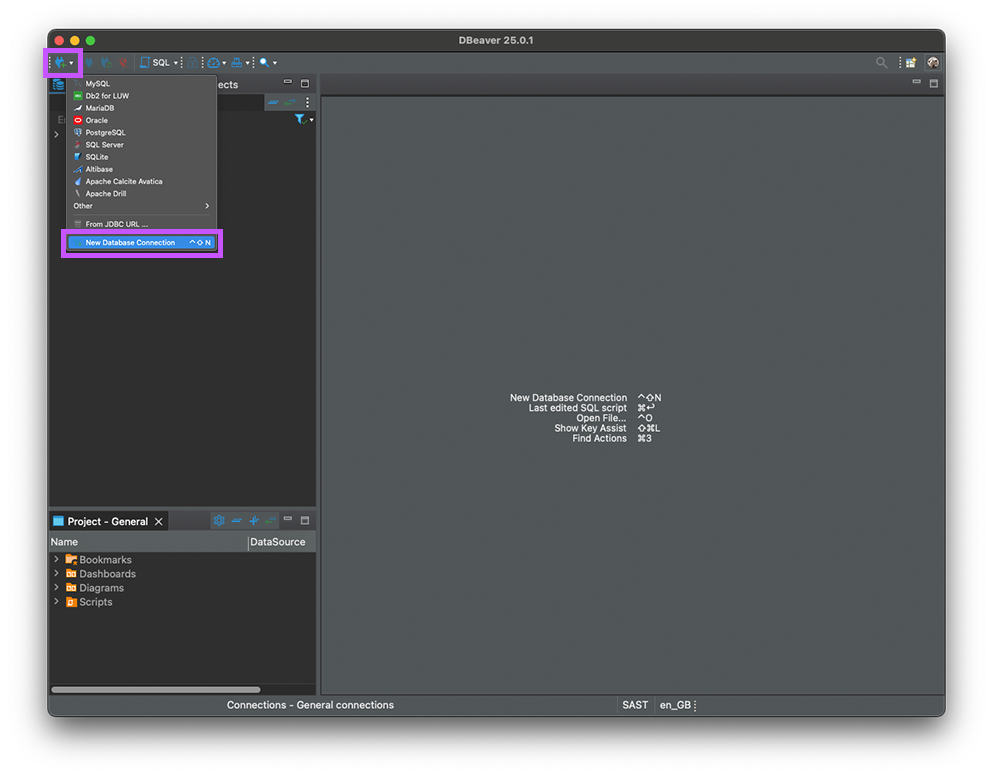 DBeaver 25.0.1
SQL
ects
MySQL
Db2 for LUW
MariaDB
Oracle
PostgreSQL
SQL Server
SQLite
Altibase
Apache Calcite Avatica
Apache Drill
Other
From JDBC URL ...
New Database Connection ⌃⇧N
New Database Connection ⌃⇧N
Last edited SQL script ⌘↩
Open File... ⌃O
Show Key Assist ⇧⌘L
Find Actions ⌘3
Project - General
Name DataSource
Bookmarks
Dashboards
Diagrams
Scripts
Connections - General connections SAST en_GB